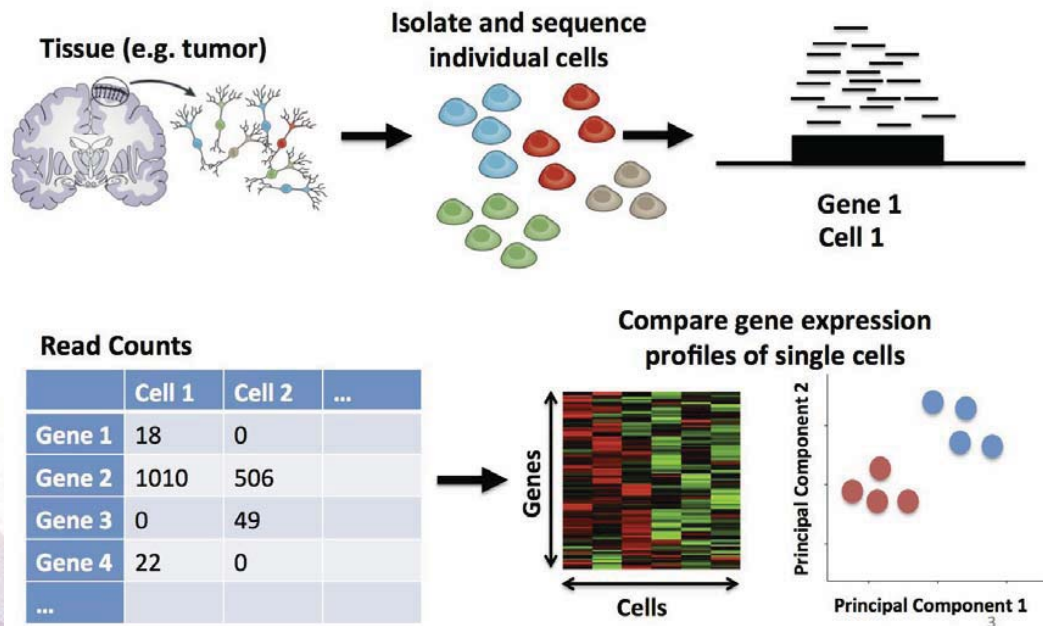 Tissue (e.g. tumor)
Isolate and sequence
individual cells
Gene 1
Cell 1
Read Counts
Cell 1 Cell 2 ...
Gene 1 18 0
Gene 2 1010 506
Gene 3 0 49
Gene 4 22 0
...
Compare gene expression
profiles of single cells
Genes
Cells
Principal Component 2
Principal Component 1
3